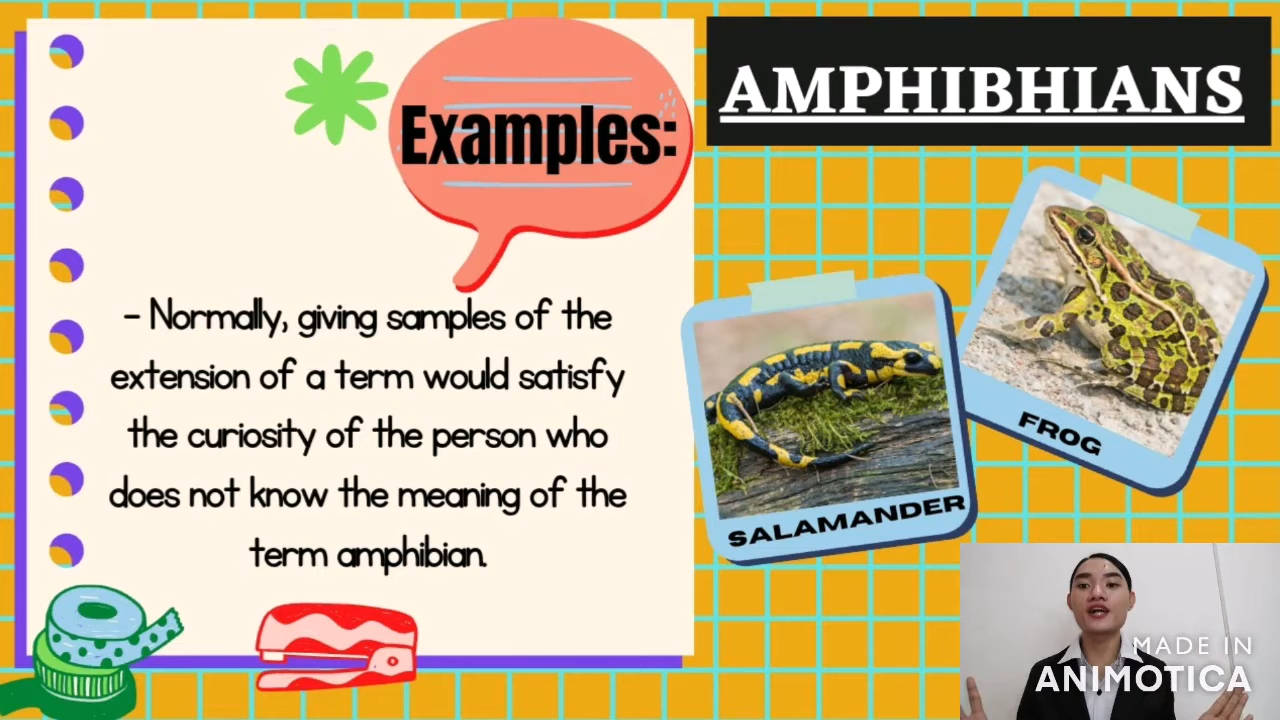 Examples:
- Normally, giving samples of the
extension of a term would satisfy
the curiosity of the person who
does not know the meaning of the
term amphibian.
AMPHIBHIANS
FROG
SALAMANDER
MADE IN
ANIMOTICA